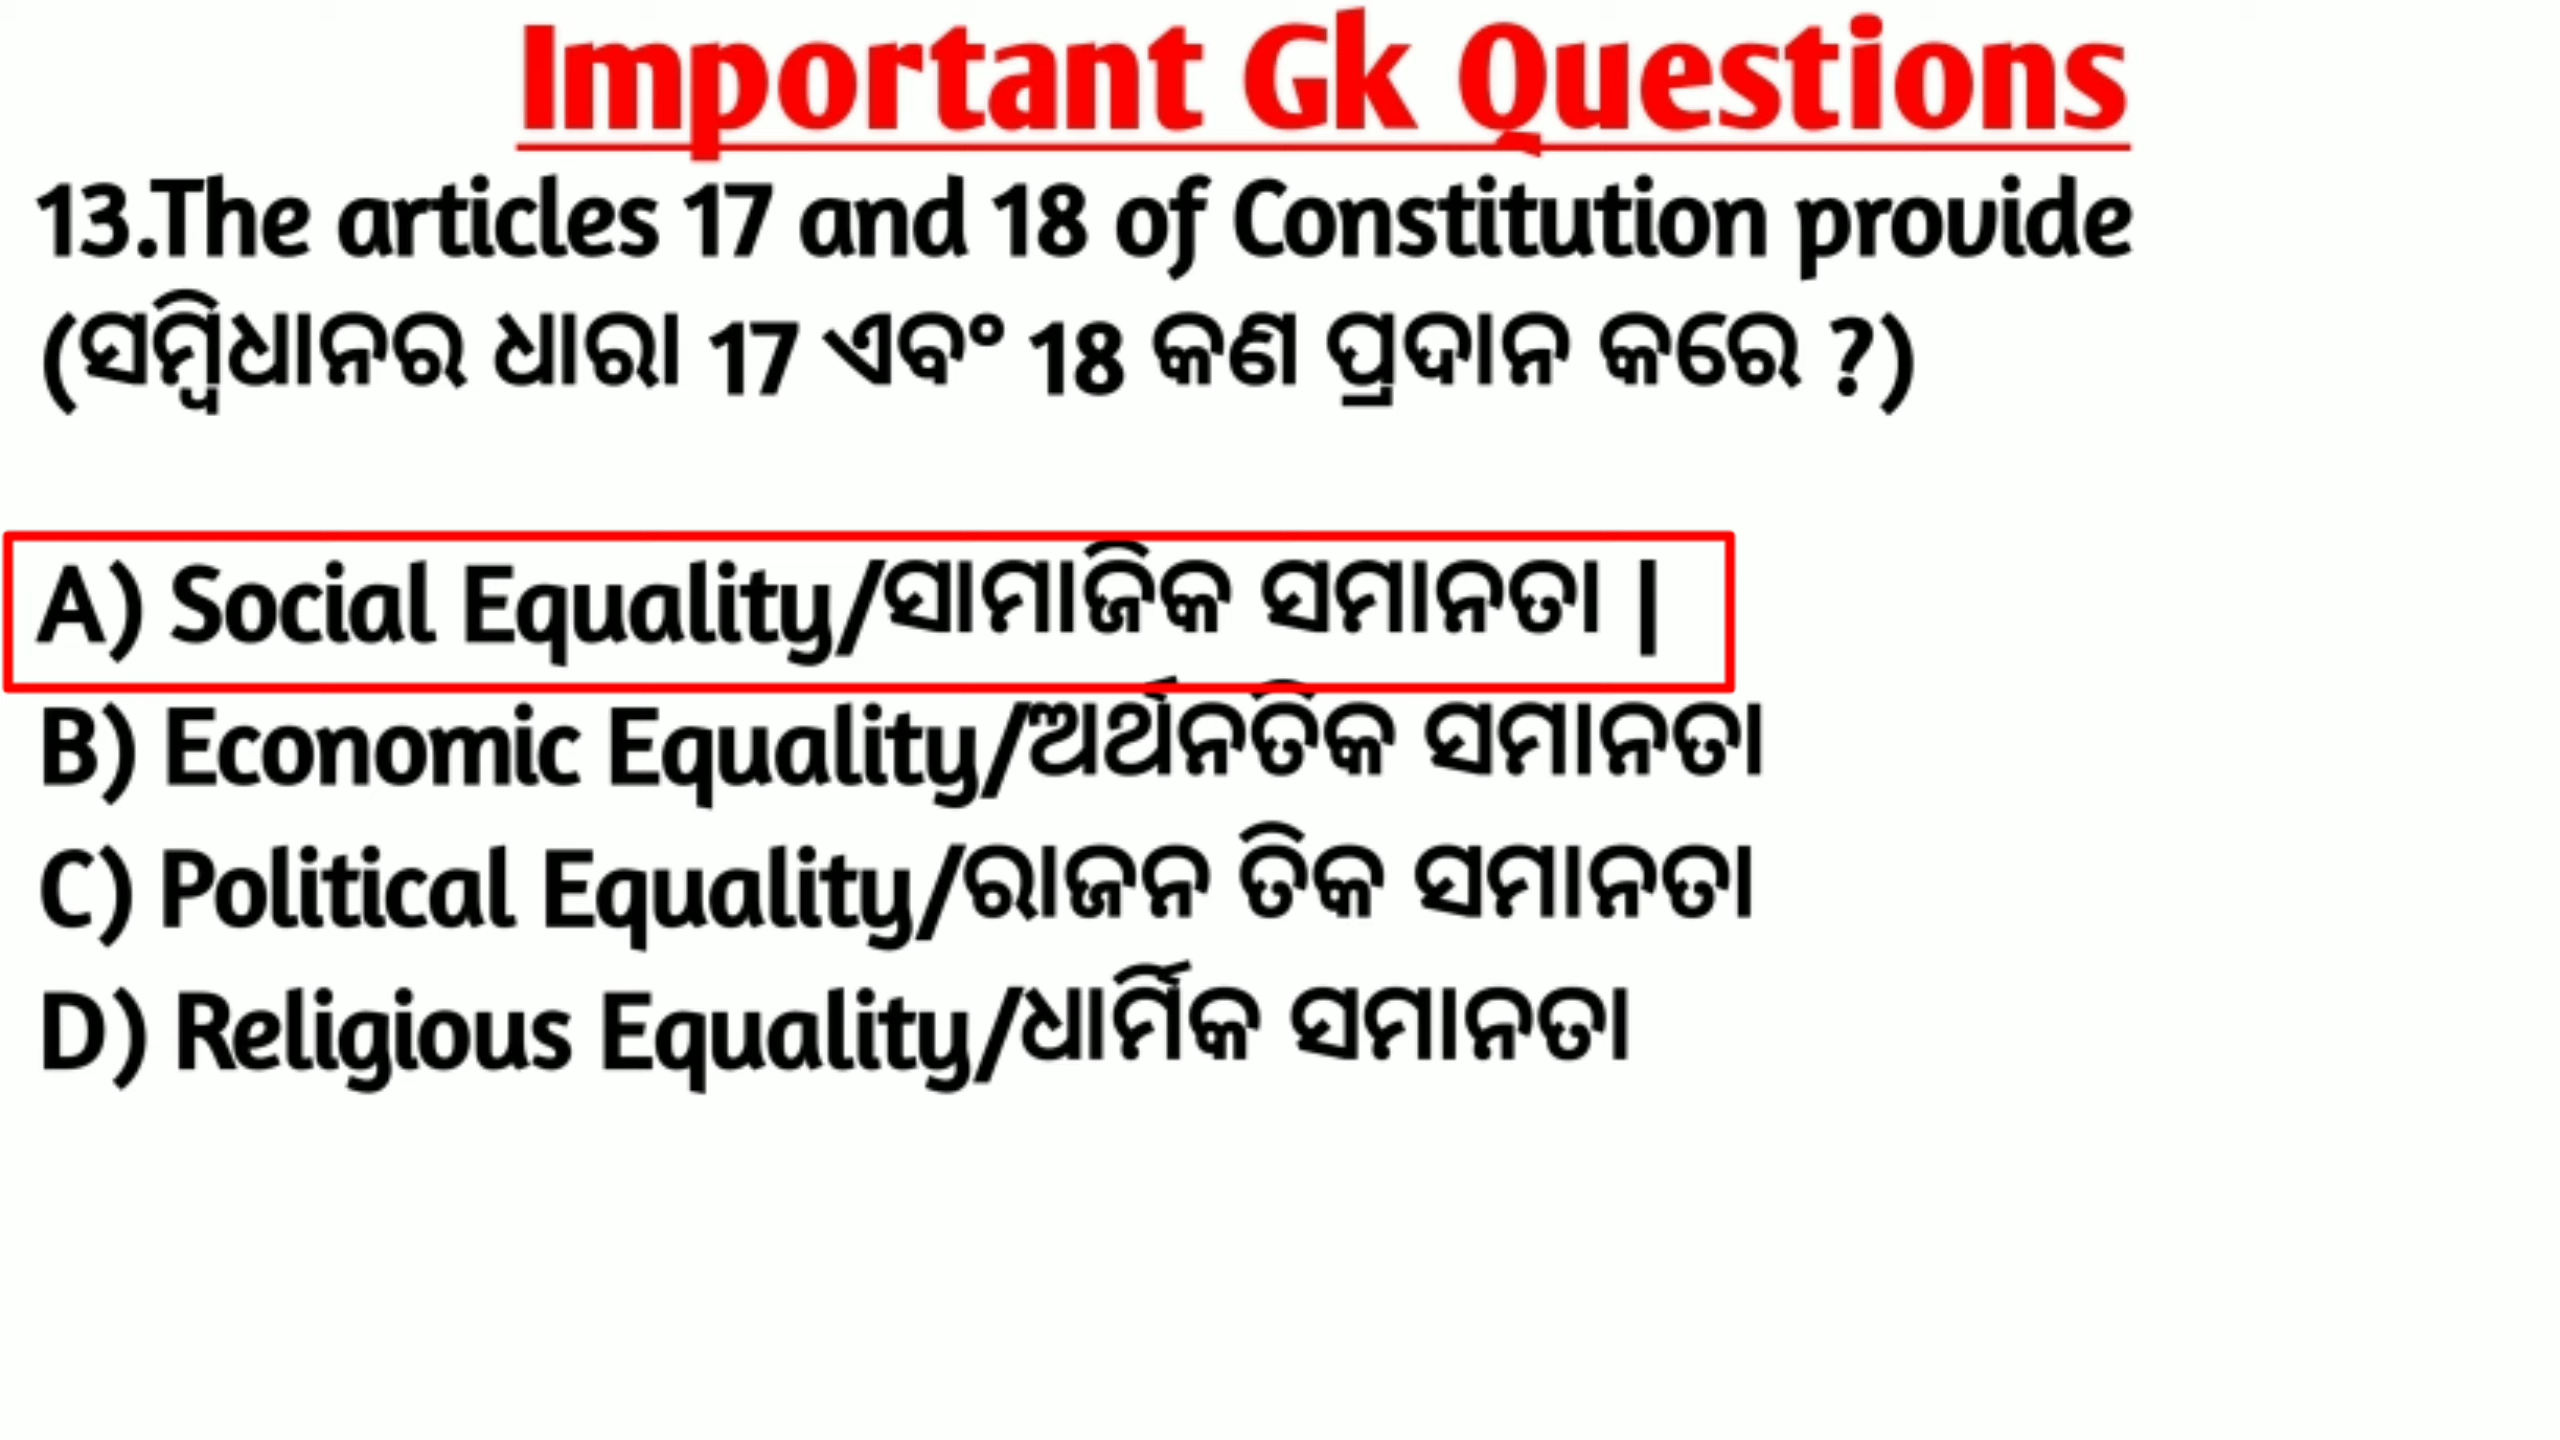 Important Gk Questions
13.The articles 17 and 18 of Constitution provide
(ସମ୍ବିଧାନର ଧାରା 17 ଏବଂ 18 କଣ ପ୍ରଦାନ କରେ ?)
A) Social Equality/ସାମାଜିକ ସମାନତା |
B) Economic Equality/ଅର୍ଥନତିକ ସମାନତା
C) Political Equality/ରାଜନ ତିକ ସମାନତା
D) Religious Equality/ଧାର୍ମିକ ସମାନତା